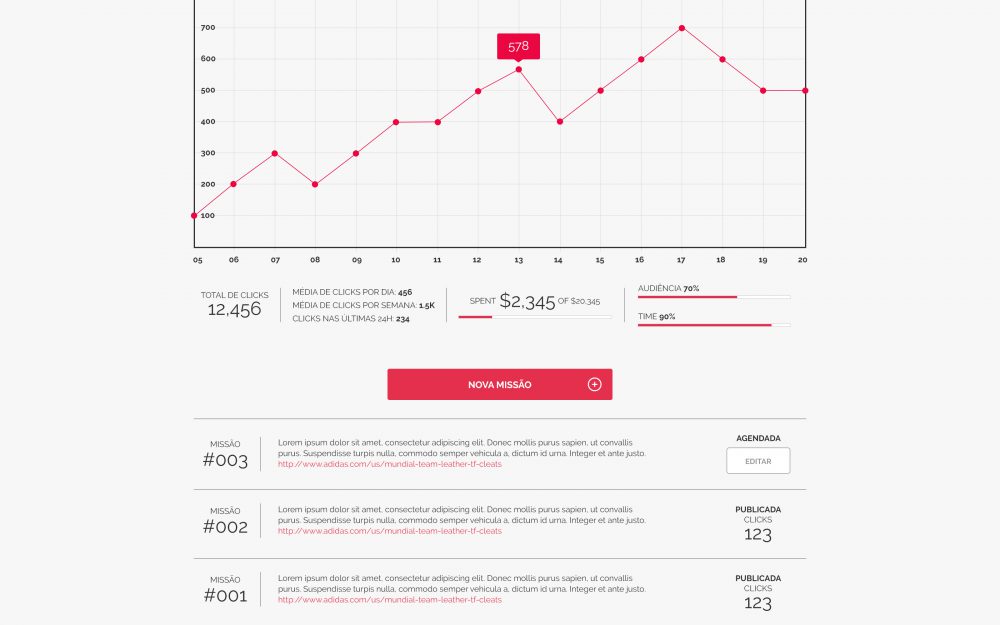 700
578
600
500
400
300
200
100
05 06 07 08 09 10 11 12 13 14 15 16 17 18 19 20
TOTAL DE CLICKS
12,456
MÉDIA DE CLICKS POR DIA: 456
MÉDIA DE CLICKS POR SEMANA: 1.5K
CLICKS NAS ÚLTIMAS 24H: 234
SPENT $2,345 OF $20,345
AUDIÊNCIA 70%
TIME 90%
NOVA MISSÃO
MISSÃO
#003
Lorem ipsum dolor sit amet, consectetur adipiscing elit. Donec mollis purus sapien, ut convallis
purus. Suspendisse turpis nulla, commodo semper vehicula a, dictum id urna. Integer et ante justo.
http://www.adidas.com/us/mundial-team-leather-tf-cleats
AGENDADA
EDITAR
MISSÃO
#002
Lorem ipsum dolor sit amet, consectetur adipiscing elit. Donec mollis purus sapien, ut convallis
purus. Suspendisse turpis nulla, commodo semper vehicula a, dictum id urna. Integer et ante justo.
http://www.adidas.com/us/mundial-team-leather-tf-cleats
PUBLICADA
CLICKS
123
MISSÃO
#001
Lorem ipsum dolor sit amet, consectetur adipiscing elit. Donec mollis purus sapien, ut convallis
purus. Suspendisse turpis nulla, commodo semper vehicula a, dictum id urna. Integer et ante justo.
http://www.adidas.com/us/mundial-team-leather-tf-cleats
PUBLICADA
CLICKS
123